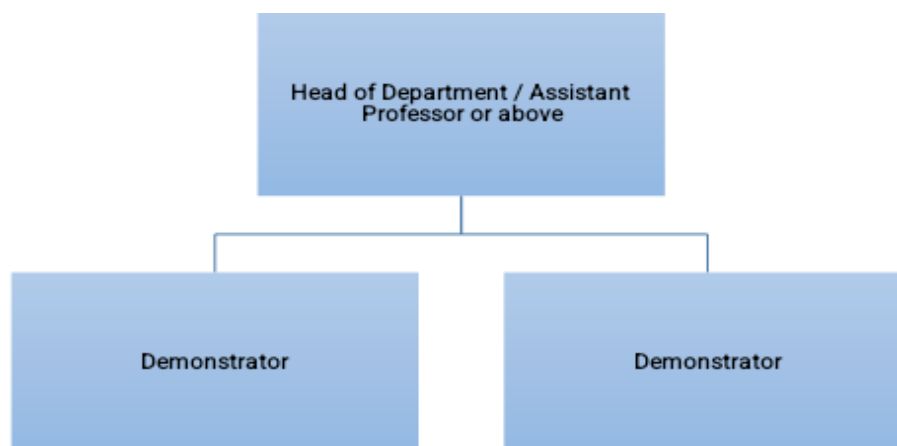 Head of Department / Assistant
Professor or above
Demonstrator
Demonstrator